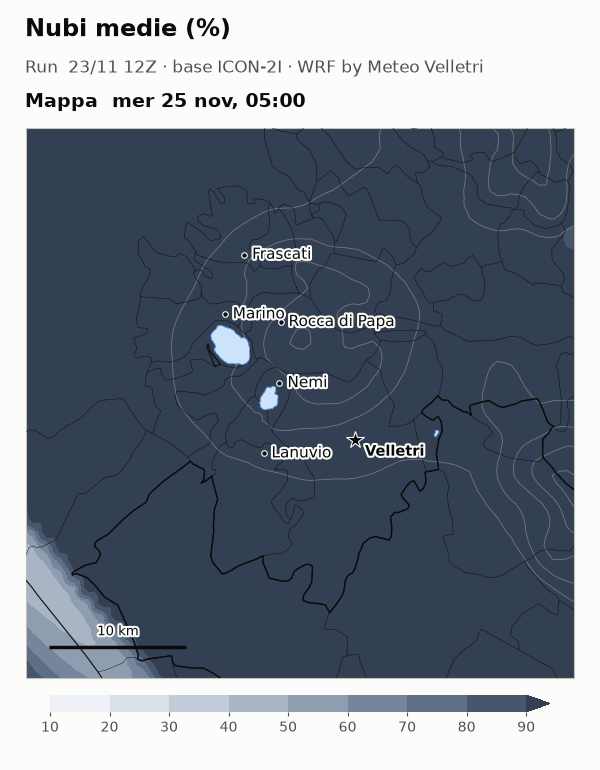 Nubi medie (%)
Run  23/11 12Z · base ICON-2I · WRF by Meteo Velletri
Mappa  mer 25 nov, 05:00
Frascati
Marino
Rocca di Papa
Nemi
Velletri
Lanuvio
10 km
10 20 30 40 50 60 70 80 90